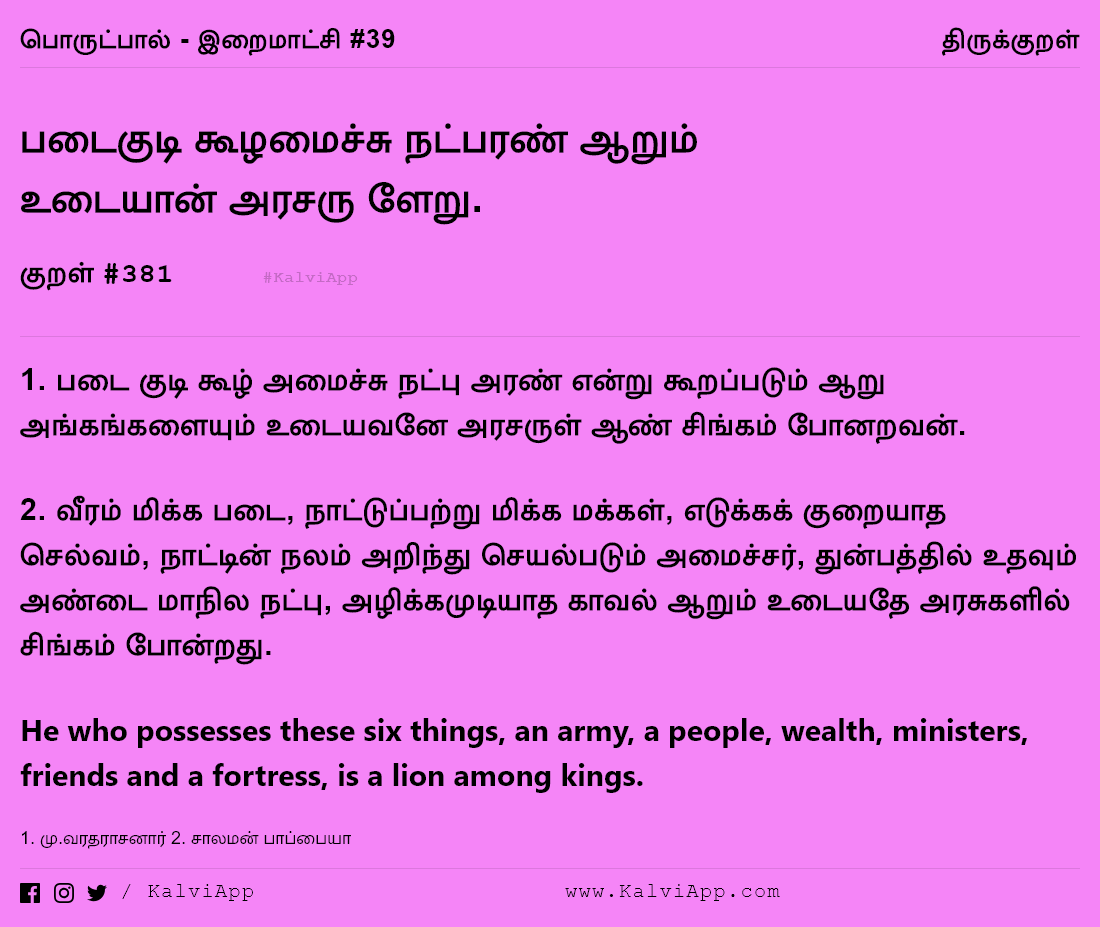 பொருட்பால் - இறைமாட்சி #39 திருக்குறள்
படைகுடி கூழமைச்சு நட்பரண் ஆறும்
உடையான் அரசரு ளேறு.
குறள் #381 #KalviApp
1. படை குடி கூழ் அமைச்சு நட்பு அரண் என்று கூறப்படும் ஆறு
அங்கங்களையும் உடையவனே அரசருள் ஆண் சிங்கம் போனறவன்.
2. வீரம் மிக்க படை, நாட்டுப்பற்று மிக்க மக்கள், எடுக்கக் குறையாத
செல்வம், நாட்டின் நலம் அறிந்து செயல்படும் அமைச்சர், துன்பத்தில் உதவும்
அண்டை மாநில நட்பு, அழிக்கமுடியாத காவல் ஆறும் உடையதே அரசுகளில்
சிங்கம் போன்றது.
He who possesses these six things, an army, a people, wealth, ministers,
friends and a fortress, is a lion among kings.
1. மு.வரதராசனார் 2. சாலமன் பாப்பையா
/ KalviApp www.KalviApp.com